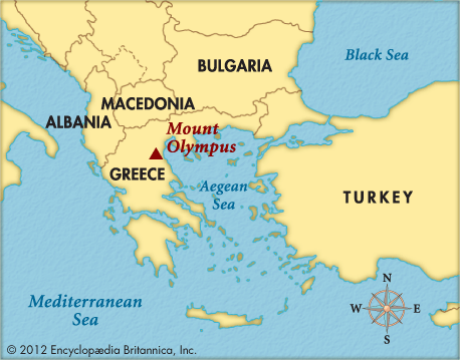 Black Sea
BULGARIA
MACEDONIA
ALBANIA
Mount
Olympus
GREECE
Aegean
Sea
TURKEY
N
W
E
S
Mediterranean
Sea
© 2012 Encyclopædia Britannica, Inc.